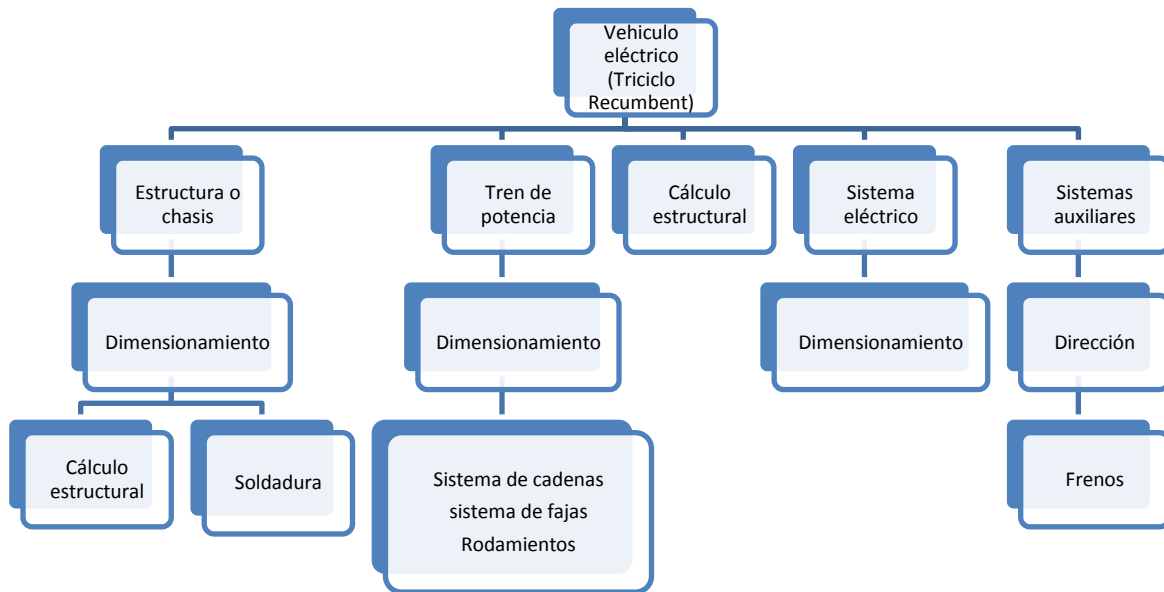 Vehiculo
eléctrico
(Triciclo
Recumbent)
Estructura o
chasis
Tren de
potencia
Cálculo
estructural
Sistema
eléctrico
Sistemas
auxiliares
Dimensionamiento
Dimensionamiento
Dimensionamiento
Dirección
Cálculo
estructural
Soldadura
Sistema de cadenas
sistema de fajas
Rodamientos
Frenos